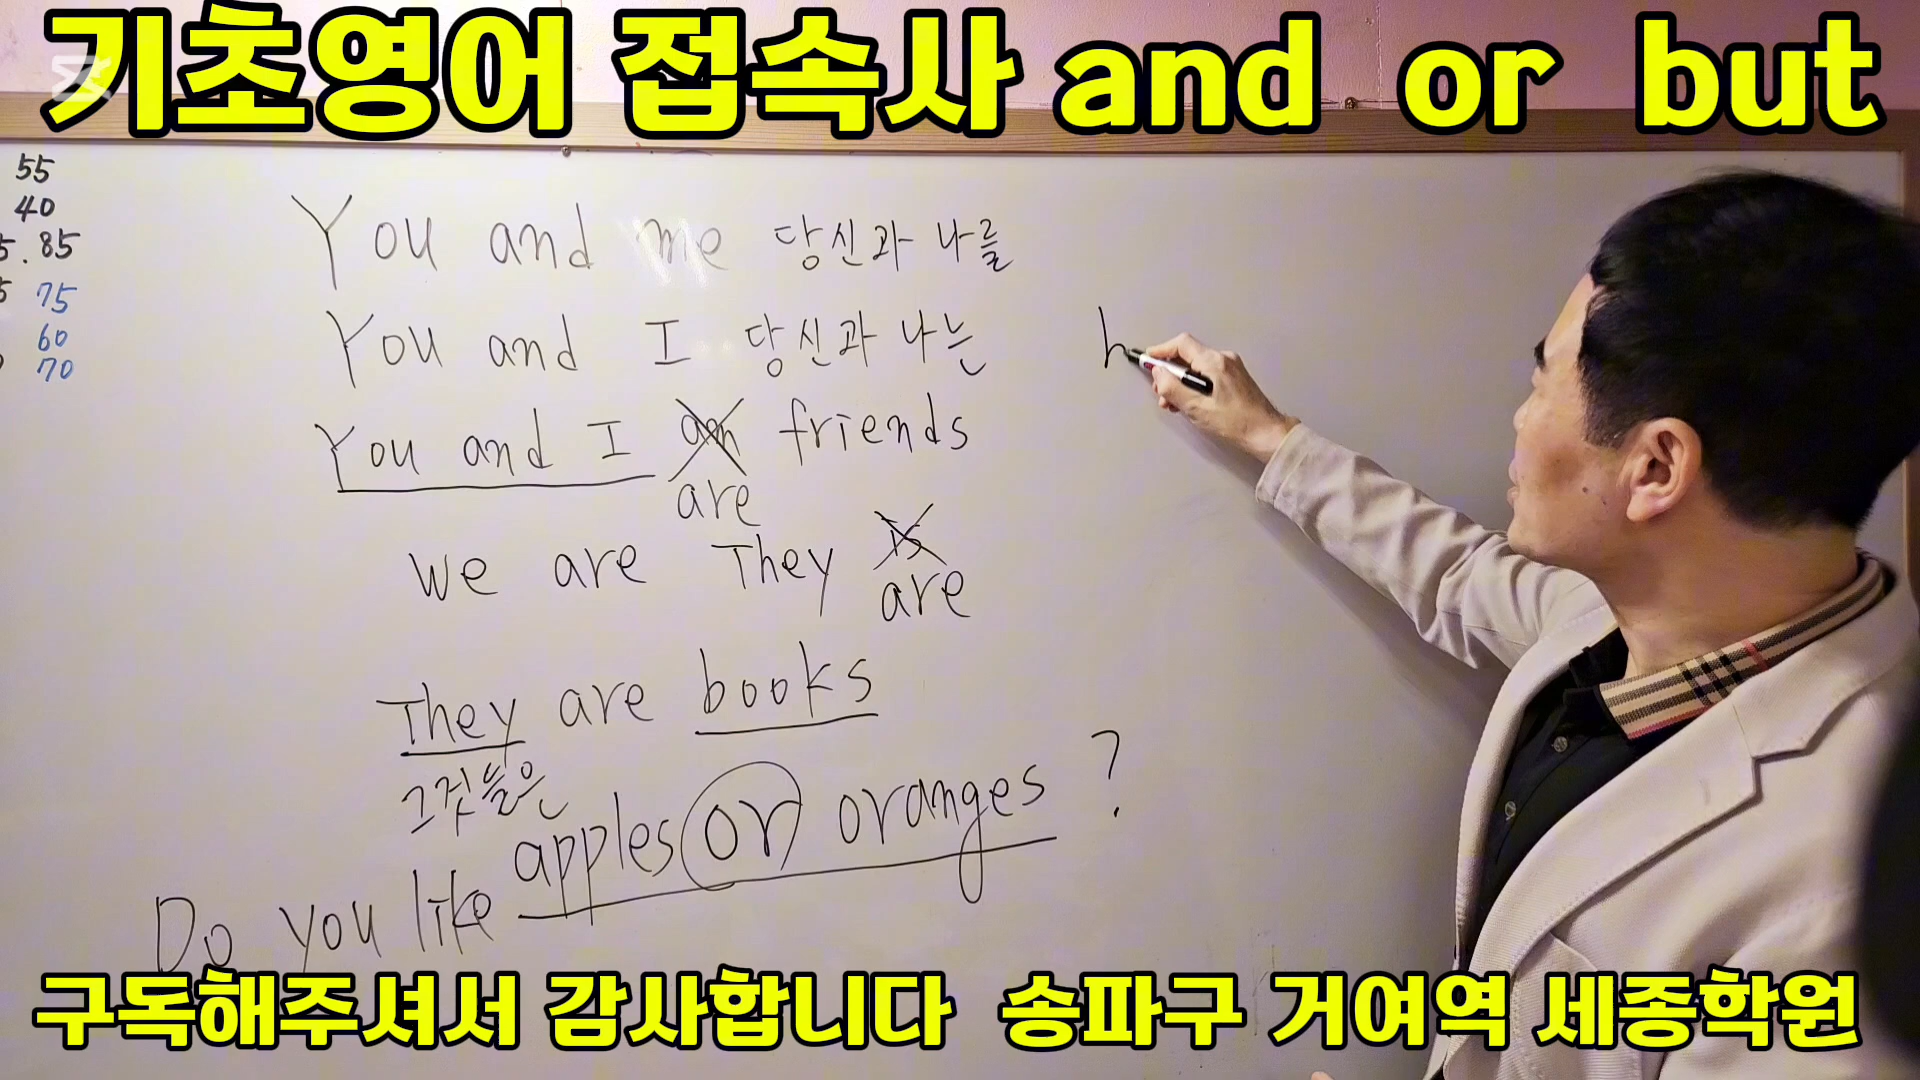 기초영어 접속사 and or but
55
40
5. 85
5 75
60
70
You and me 당신과 나를
You and I 당신과 나는
h
You and I am friends
are
We are They is
are
They are books
그것들은
Do you like apples or oranges ?
구독해주셔서 감사합니다 송파구 거여역 세종학원